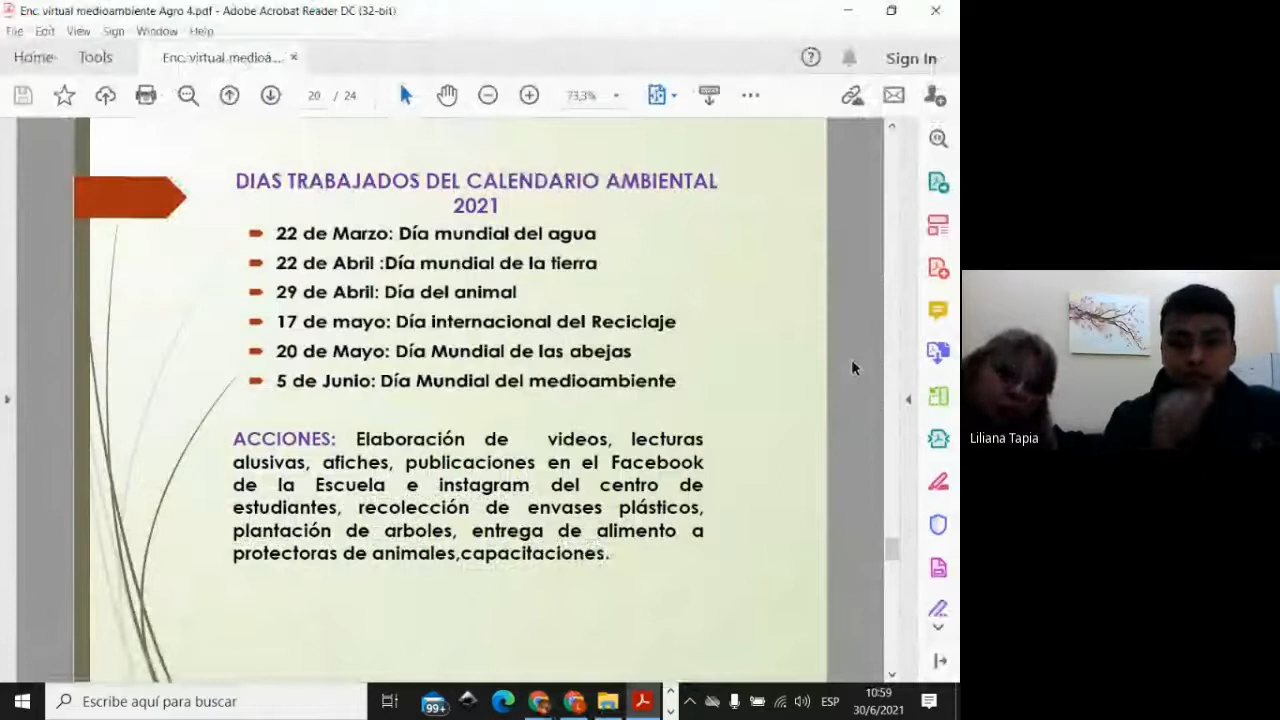 Enc. virtual medioambiente Agro 4.pdf - Adobe Acrobat Reader DC (32-bit)
File Edit View Sign Window Help
Home Tools Enc. virtual medioa... × Sign In
20 / 24 73,3%
DIAS TRABAJADOS DEL CALENDARIO AMBIENTAL
2021
22 de Marzo: Día mundial del agua
22 de Abril :Día mundial de la tierra
29 de Abril: Día del animal
17 de mayo: Día internacional del Reciclaje
20 de Mayo: Día Mundial de las abejas
5 de Junio: Día Mundial del medioambiente
ACCIONES: Elaboración de videos, lecturas
alusivas, afiches, publicaciones en el Facebook
de la Escuela e instagram del centro de
estudiantes, recolección de envases plásticos,
plantación de arboles, entrega de alimento a
protectoras de animales,capacitaciones.
Liliana Tapia
Escribe aquí para buscar
99+
ESP
10:59
30/6/2021